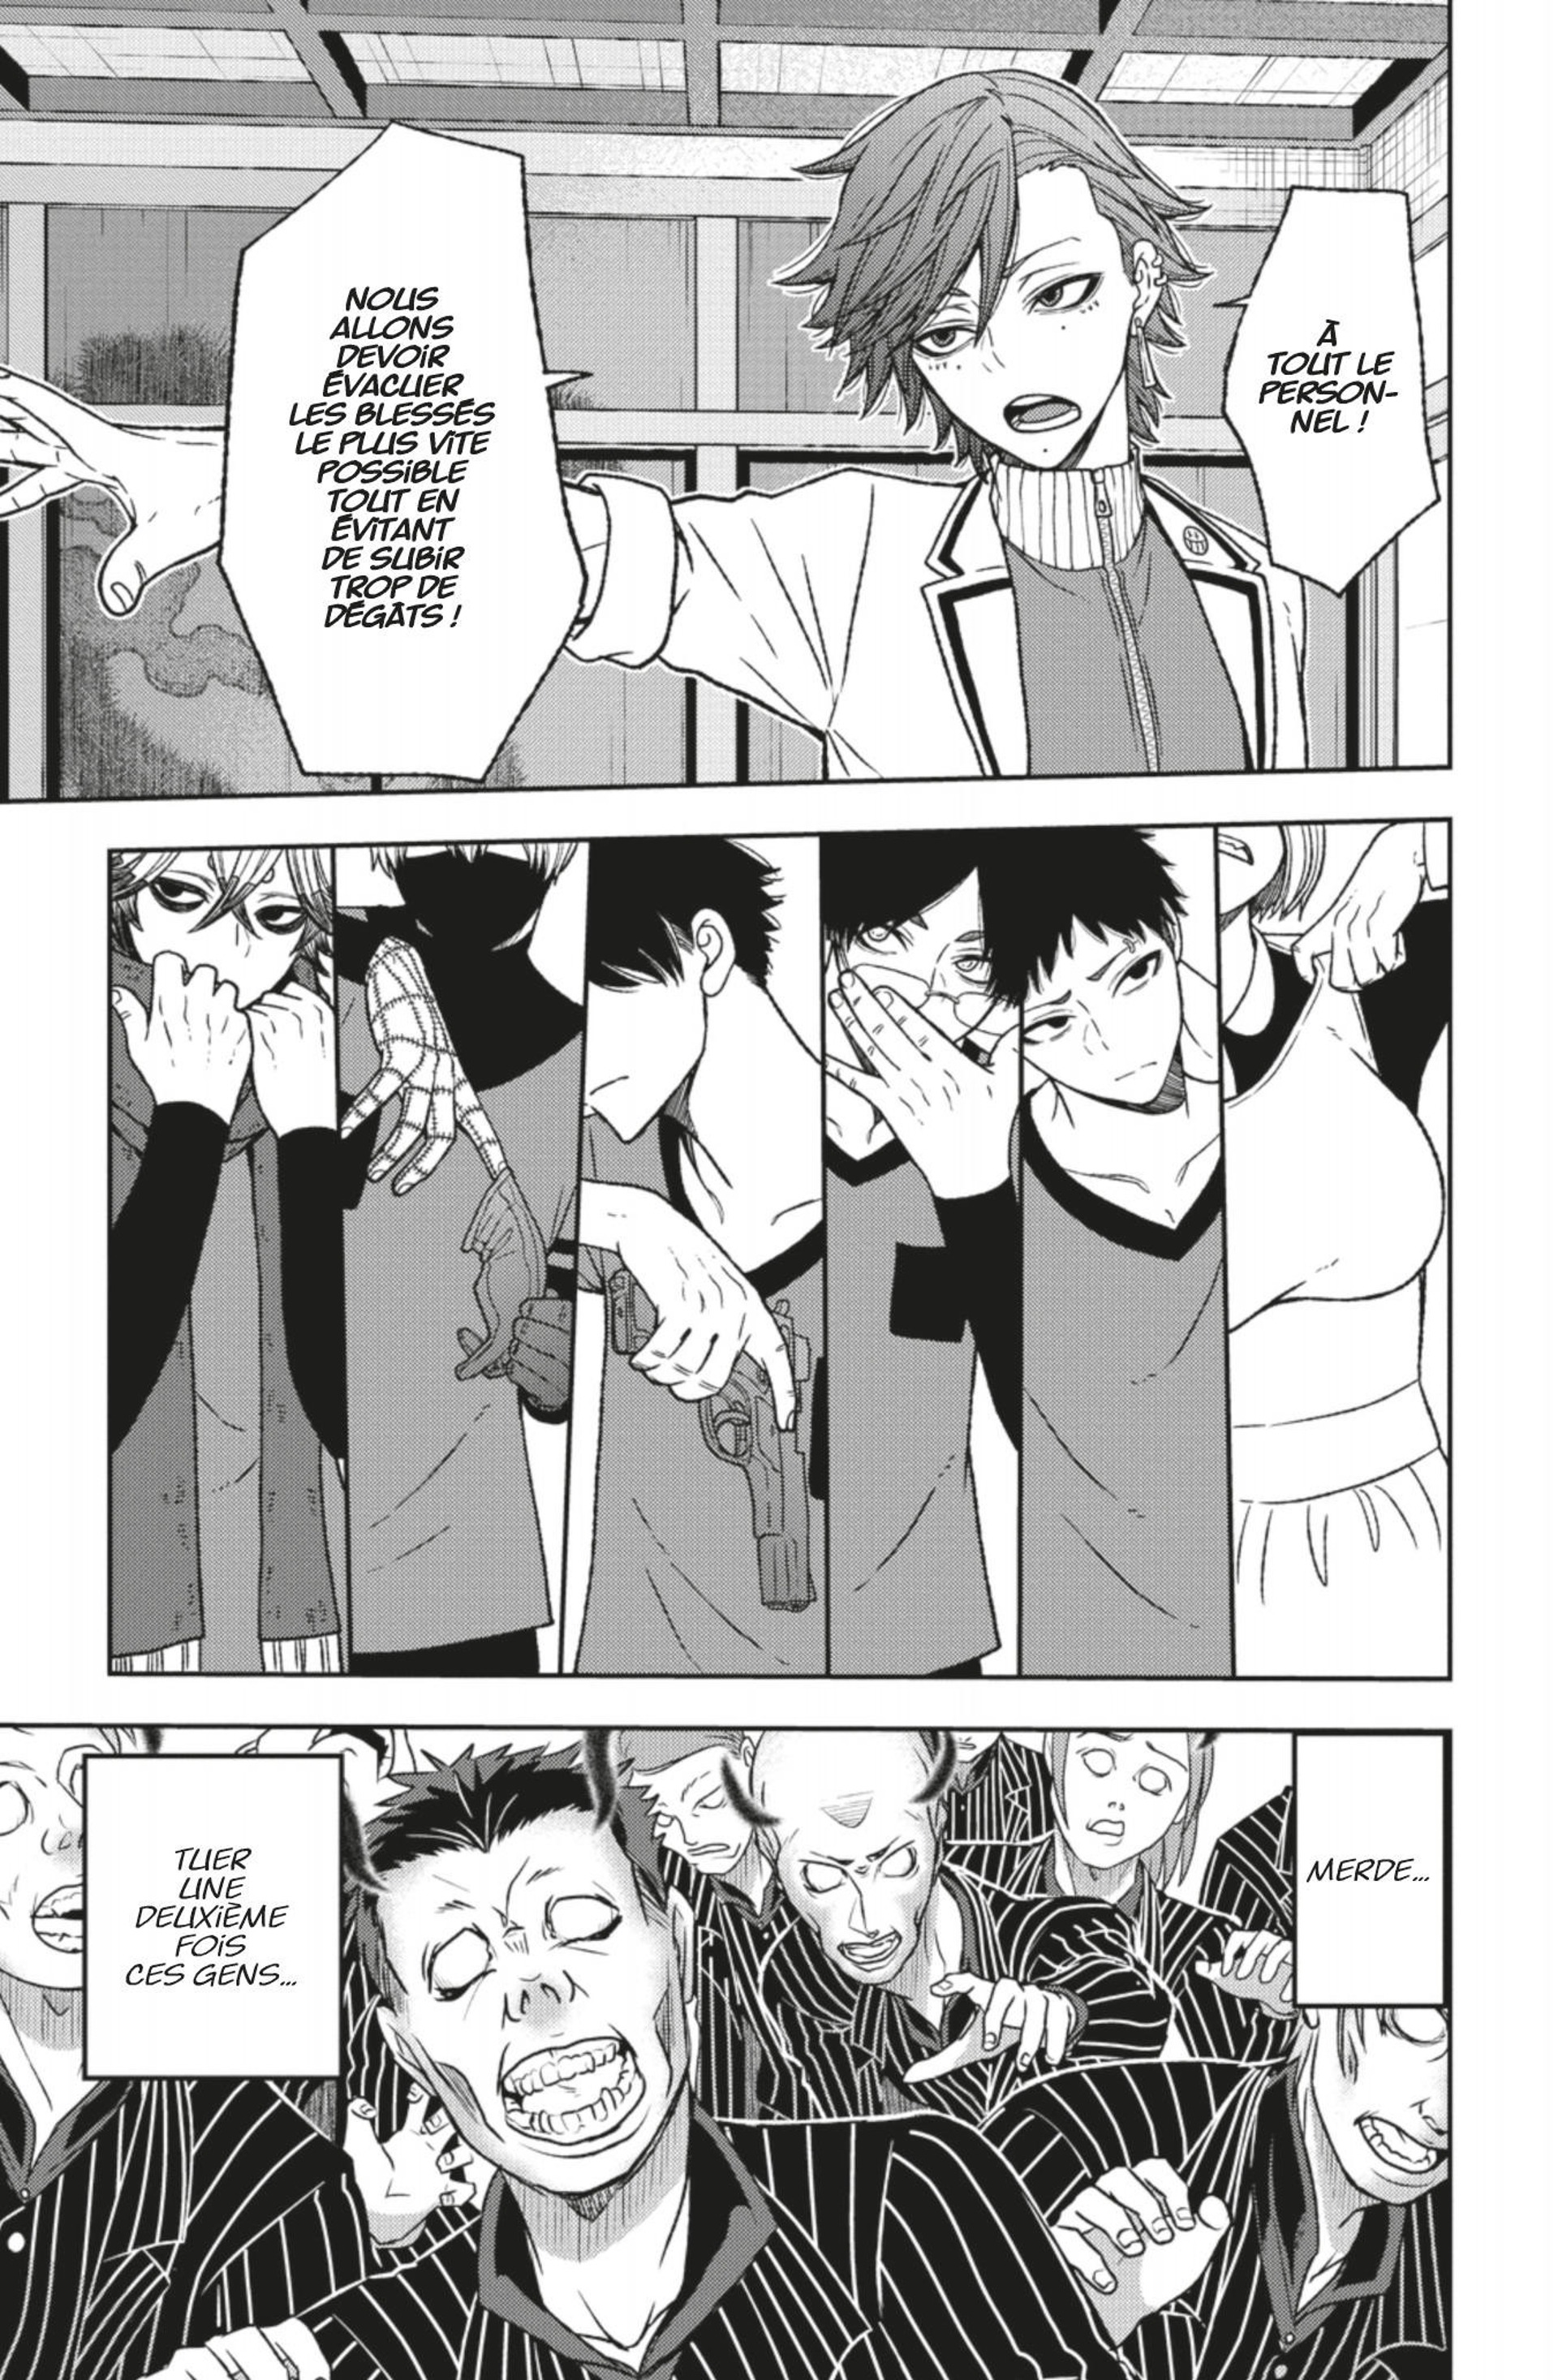 À
TOUT LE
PERSON-
NEL !
NOUS
ALLONS
DEVOIR
ÉVACUER
LES BLESSÉS
LE PLUS VITE
POSSIBLE
TOUT EN
ÉVITANT
DE SUBIR
TROP DE
DÉGÂTS !
MERDE...
TUER
UNE
DEUXIÈME
FOIS
CES GENS...